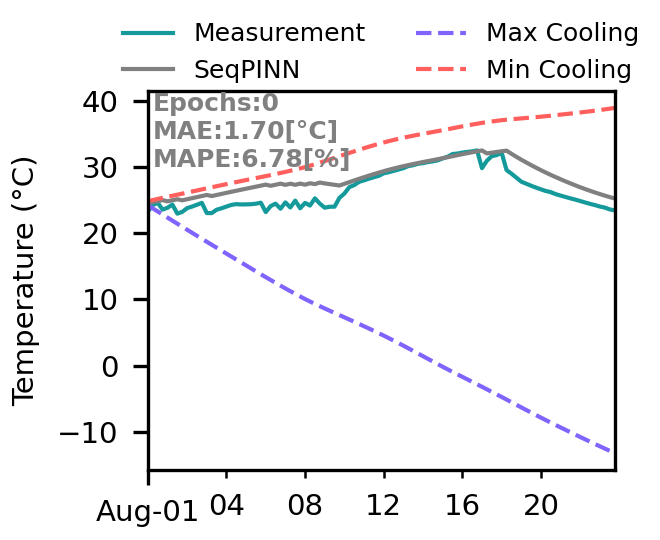 Measurement
SeqPINN
Max Cooling
Min Cooling
Epochs:0
MAE:1.70[°C]
MAPE:6.78[%]
Temperature (°C)
40
30
20
10
0
−10
Aug-01 04 08 12 16 20